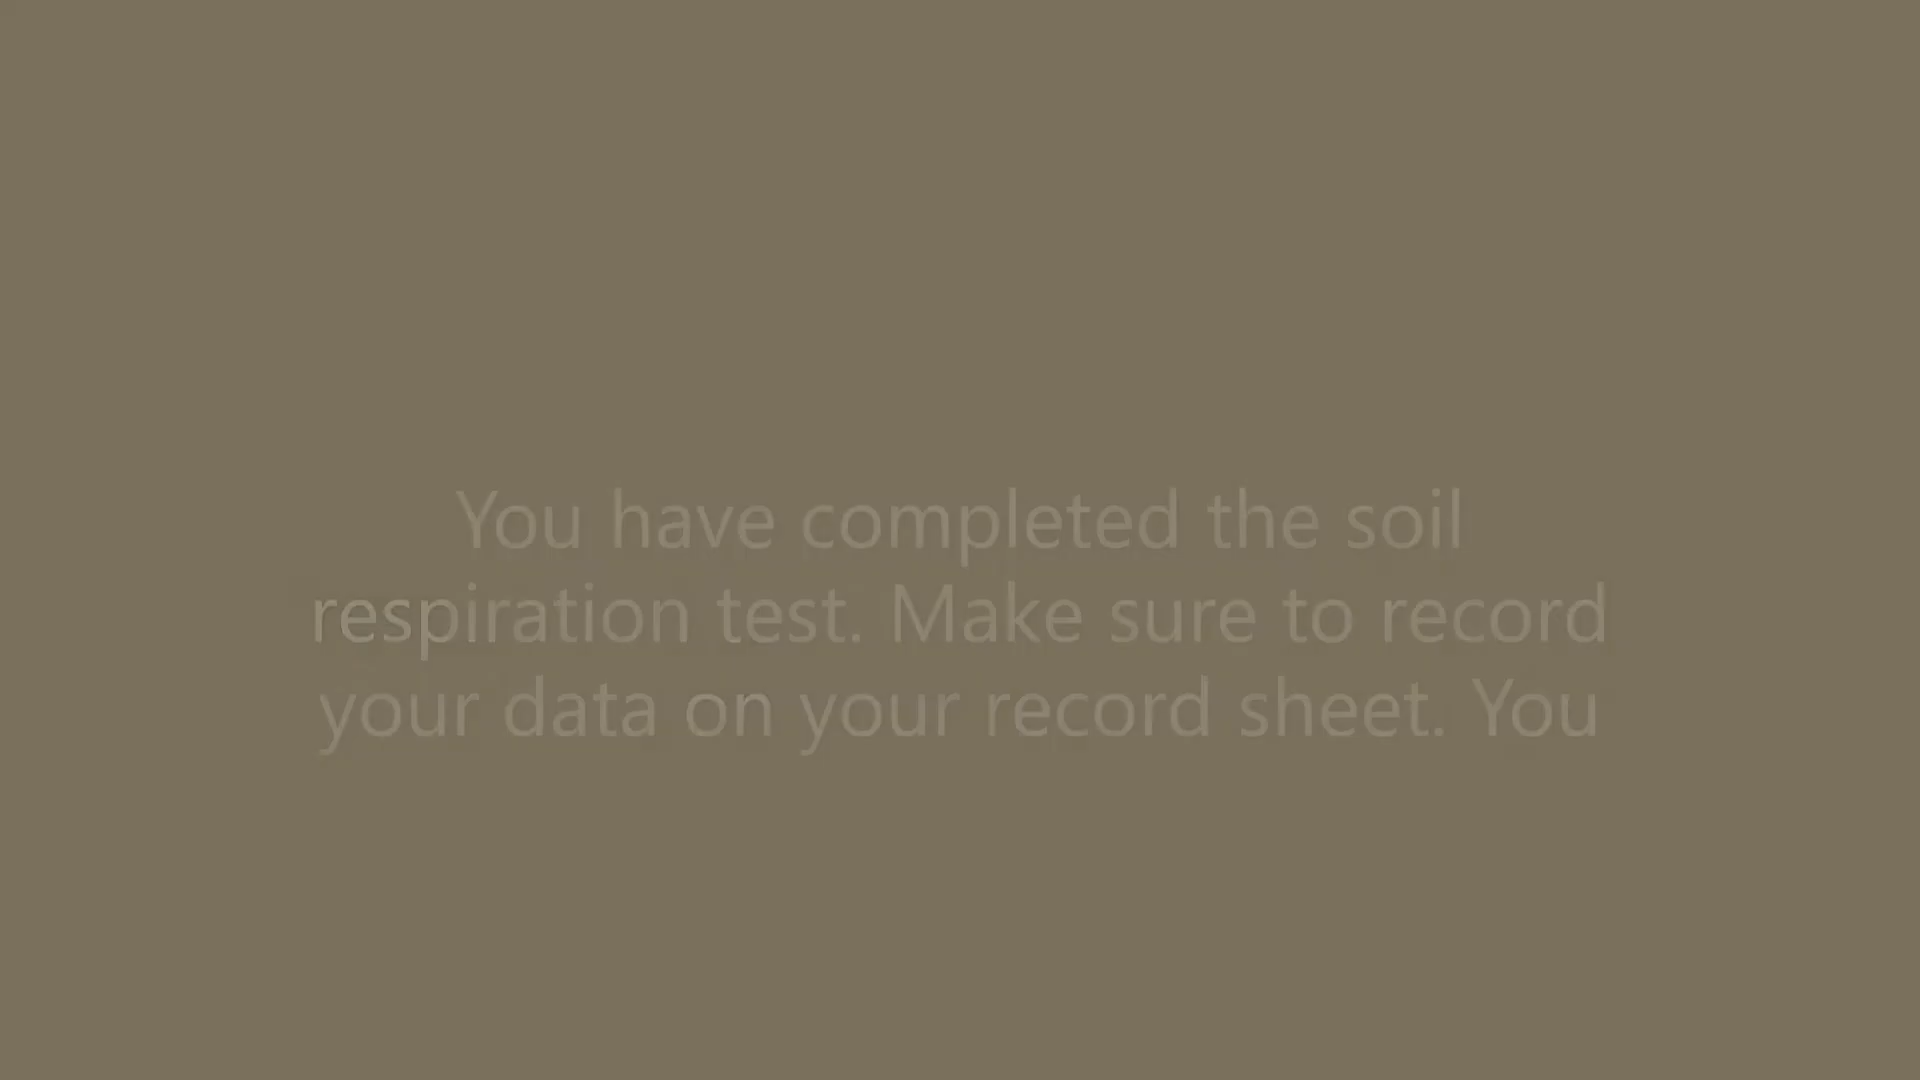 You have completed the soil
respiration test. Make sure to record
your data on your record sheet. You